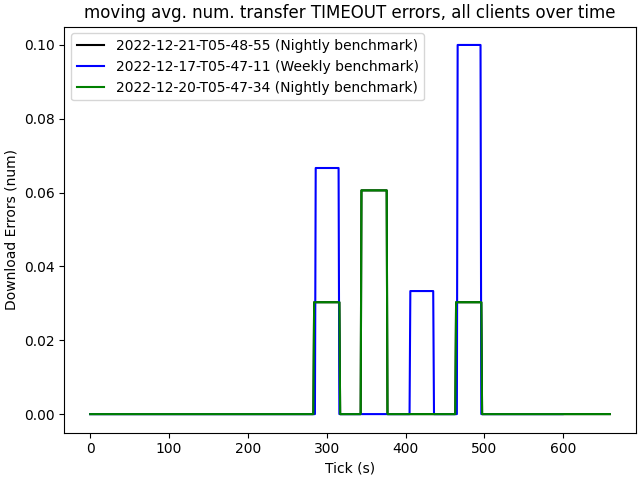 moving avg. num. transfer TIMEOUT errors, all clients over time
2022-12-21-T05-48-55 (Nightly benchmark)
2022-12-17-T05-47-11 (Weekly benchmark)
2022-12-20-T05-47-34 (Nightly benchmark)
Download Errors (num)
0.10
0.08
0.06
0.04
0.02
0.00
0 100 200 300 400 500 600
Tick (s)